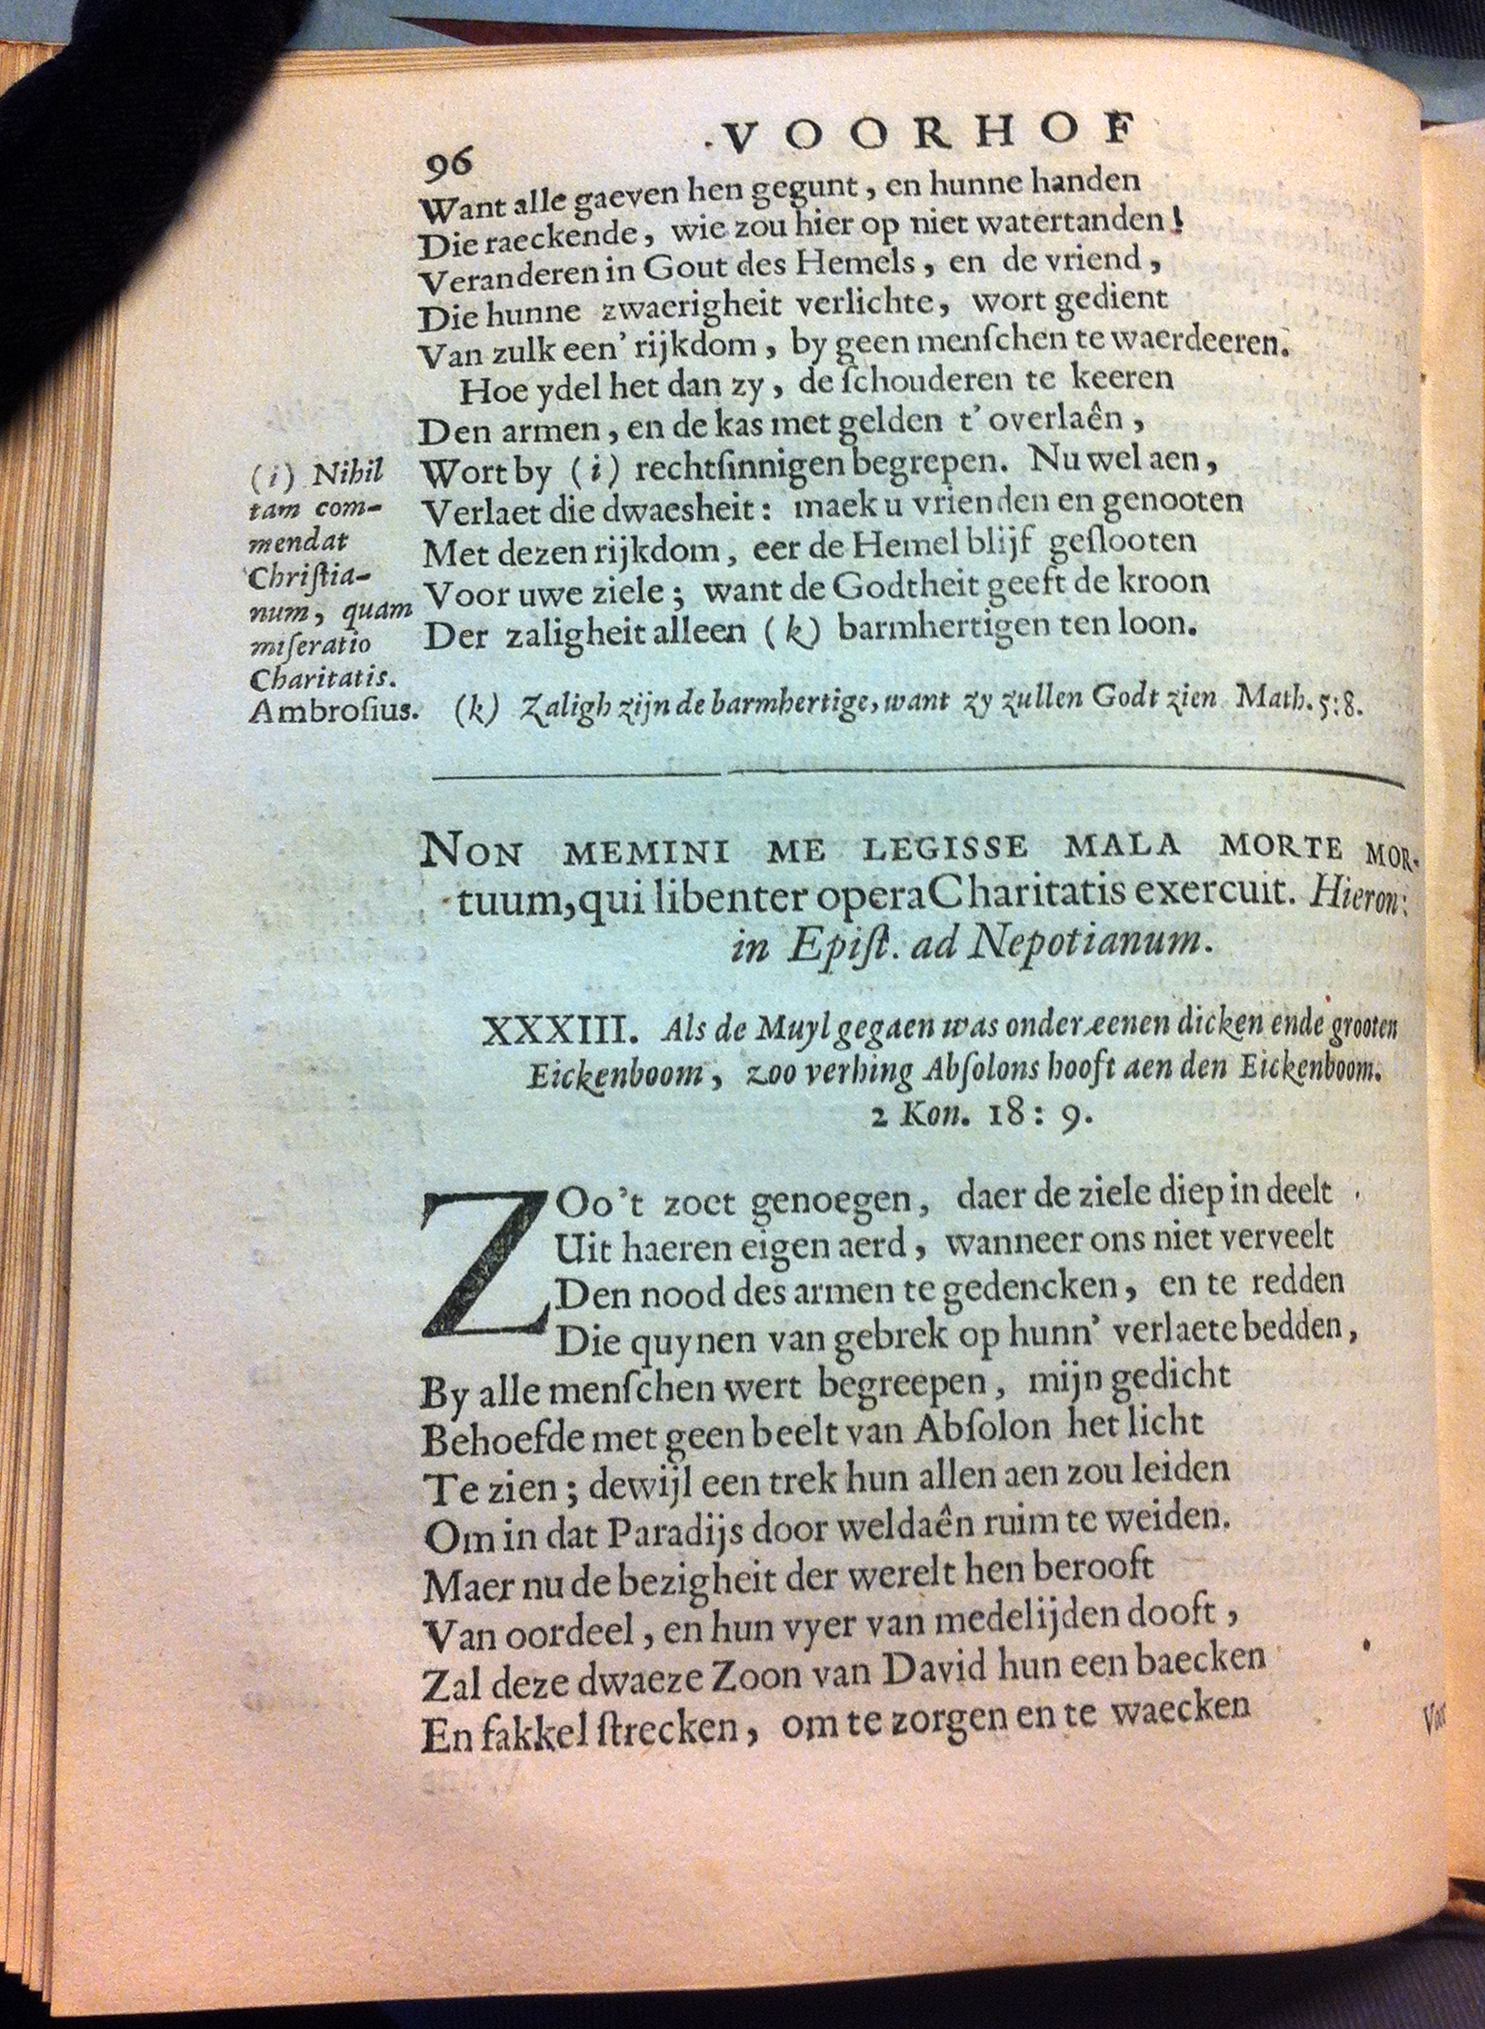 96
VOORHOF
Want alle gaeven hen gegunt, en hunne handen
Die raeckende, wie zou hier op niet watertanden!
Veranderen in Gout des Hemels, en de vriend,
Die hunne zwaerigheit verlichte, wort gedient
Van zulk een' rijkdom, by geen menſchen te waerdeeren.
Hoe ydel het dan zy, de ſchouderen te keeren
Den armen, en de kas met gelden t' overlaên,
Wort by (i) rechtſinnigen begrepen. Nu wel aen,
Verlaet die dwaesheit: maek u vrienden en genooten
Met dezen rijkdom, eer de Hemel blijf geſlooten
Voor uwe ziele; want de Godtheit geeft de kroon
Der zaligheit alleen (k) barmhertigen ten loon.
(i) Nihil
tam com-
mendat
Chriſtia-
num, quam
miſeratio
Charitatis.
Ambroſius.
(k) Zaligh zijn de barmhertige, want zy zullen Godt zien Math. 5:8.
NON MEMINI ME LEGISSE MALA MORTE MOR-
tuum, qui libenter opera Charitatis exercuit. Hieron:
in Epiſt. ad Nepotianum.
XXXIII. Als de Muyl gegaen was onder eenen dicken ende grooten
Eickenboom, zoo verhing Abſolons hooft aen den Eickenboom.
2 Kon. 18: 9.
ZOo't zoet genoegen, daer de ziele diep in deelt
Uit haeren eigen aerd, wanneer ons niet verveelt
Den nood des armen te gedencken, en te redden
Die quynen van gebrek op hunn' verlaete bedden,
By alle menſchen wert begreepen, mijn gedicht
Behoefde met geen beelt van Abſolon het licht
Te zien; dewijl een trek hun allen aen zou leiden
Om in dat Paradijs door weldaên ruim te weiden.
Maer nu de bezigheit der werelt hen berooft
Van oordeel, en hun vyer van medelijden dooft,
Zal deze dwaeze Zoon van David hun een baecken
En fakkel ſtrecken, om te zorgen en te waecken